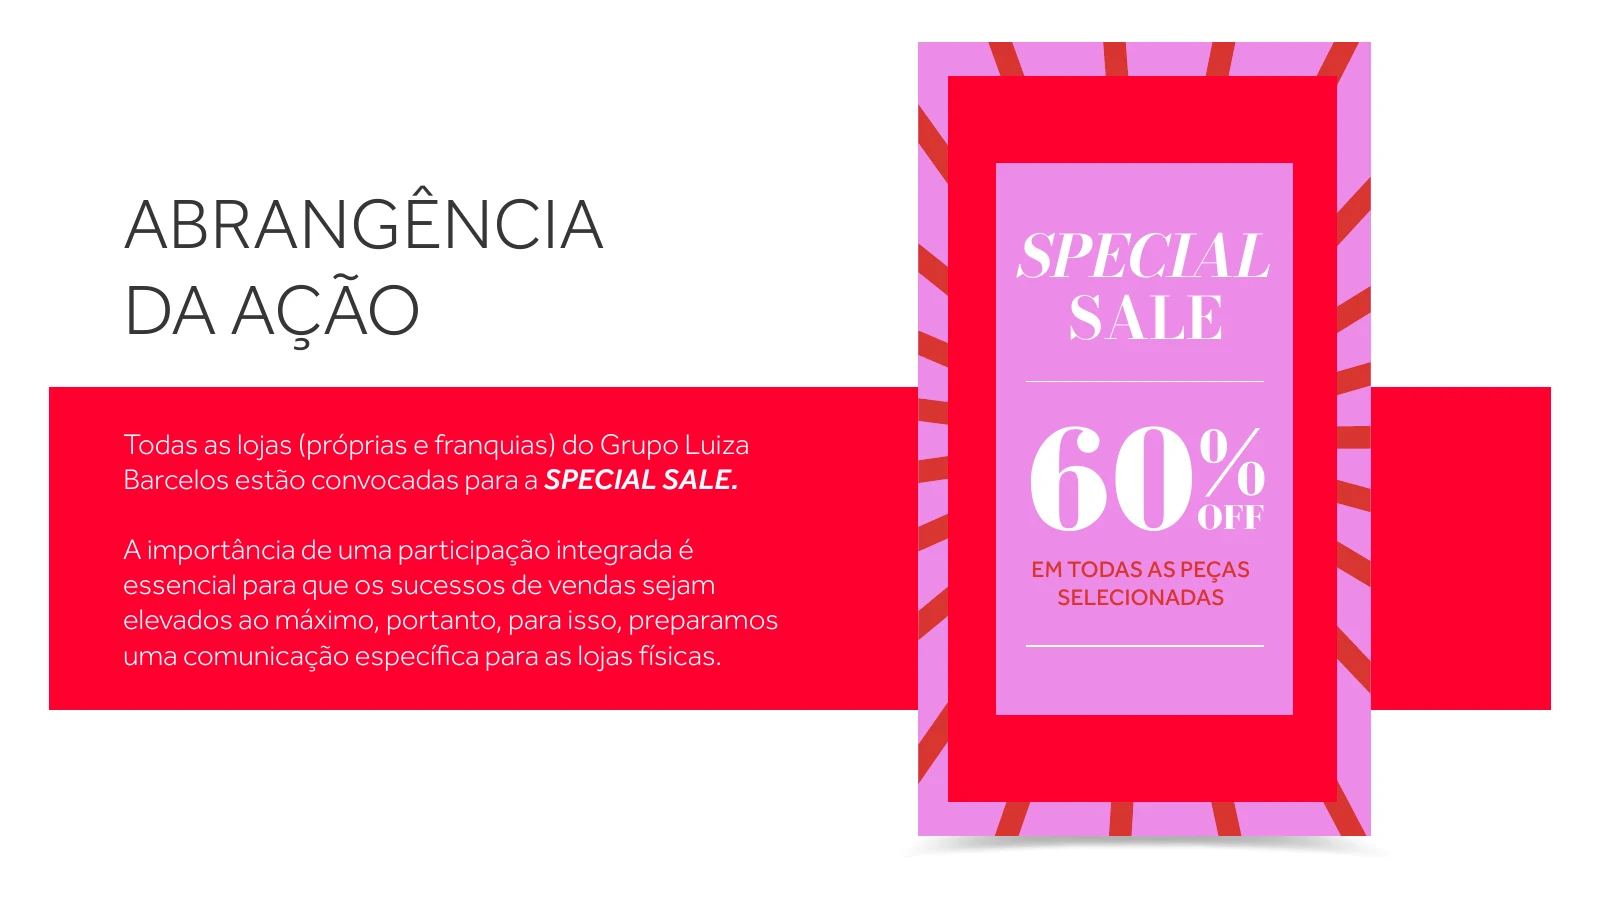 ABRANGÊNCIA
DA AÇÃO
Todas as lojas (próprias e franquias) do Grupo Luiza
Barcelos estão convocadas para a SPECIAL SALE.
A importância de uma participação integrada é
essencial para que os sucessos de vendas sejam
elevados ao máximo, portanto, para isso, preparamos
uma comunicação específica para as lojas físicas.
SPECIAL
SALE
60%
OFF
EM TODAS AS PEÇAS
SELECIONADAS